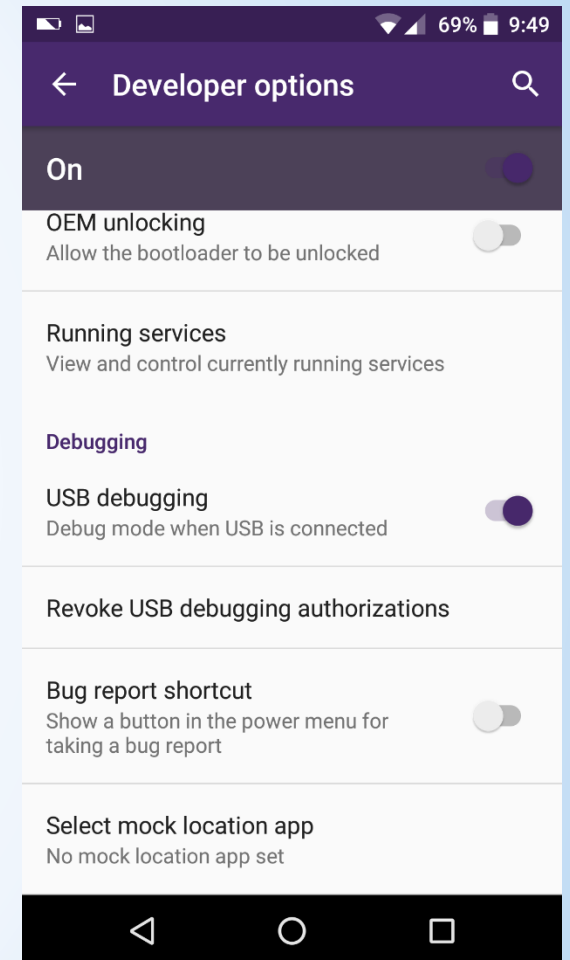 69% 9:49
Developer options
On
OEM unlocking
Allow the bootloader to be unlocked
Running services
View and control currently running services
Debugging
USB debugging
Debug mode when USB is connected
Revoke USB debugging authorizations
Bug report shortcut
Show a button in the power menu for
taking a bug report
Select mock location app
No mock location app set